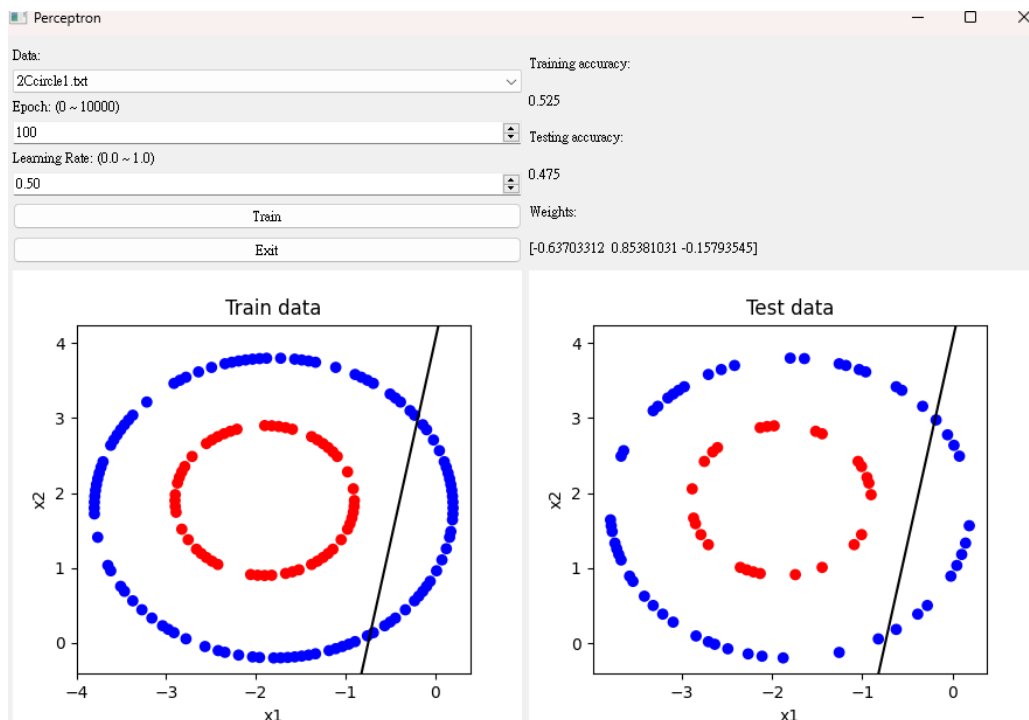 Perceptron
Data:
2Ccircle1.txt
Epoch: (0 ~ 10000)
100
Learning Rate: (0.0 ~ 1.0)
0.50
Train
Exit
Training accuracy:
0.525
Testing accuracy:
0.475
Weights:
[-0.63703312 0.85381031 -0.15793545]
Train data
4
3
2
1
0
x2
−4
−3
−2
−1
0
x1
Test data
4
3
2
1
0
x2
−3
−2
−1
0
x1